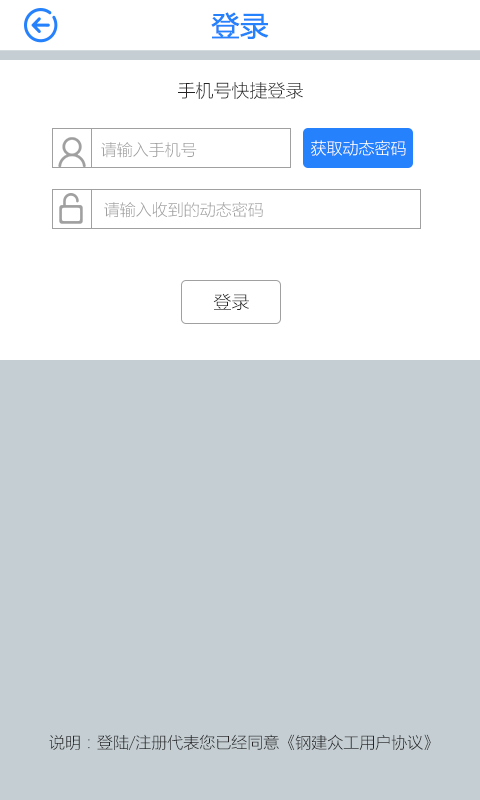 登录
手机号快捷登录
请输入手机号 获取动态密码
请输入收到的动态密码
登录
说明：登陆/注册代表您已经同意《钢建众工用户协议》